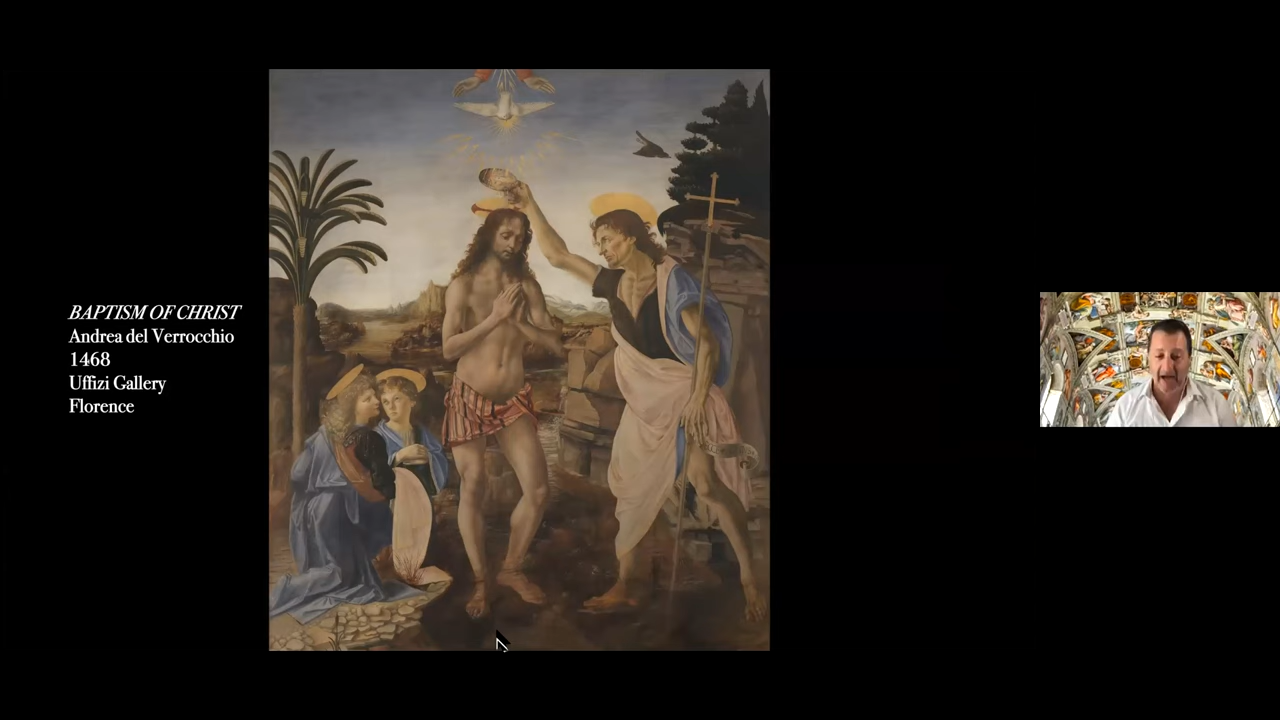 BAPTISM OF CHRIST
Andrea del Verrocchio
1468
Uffizi Gallery
Florence